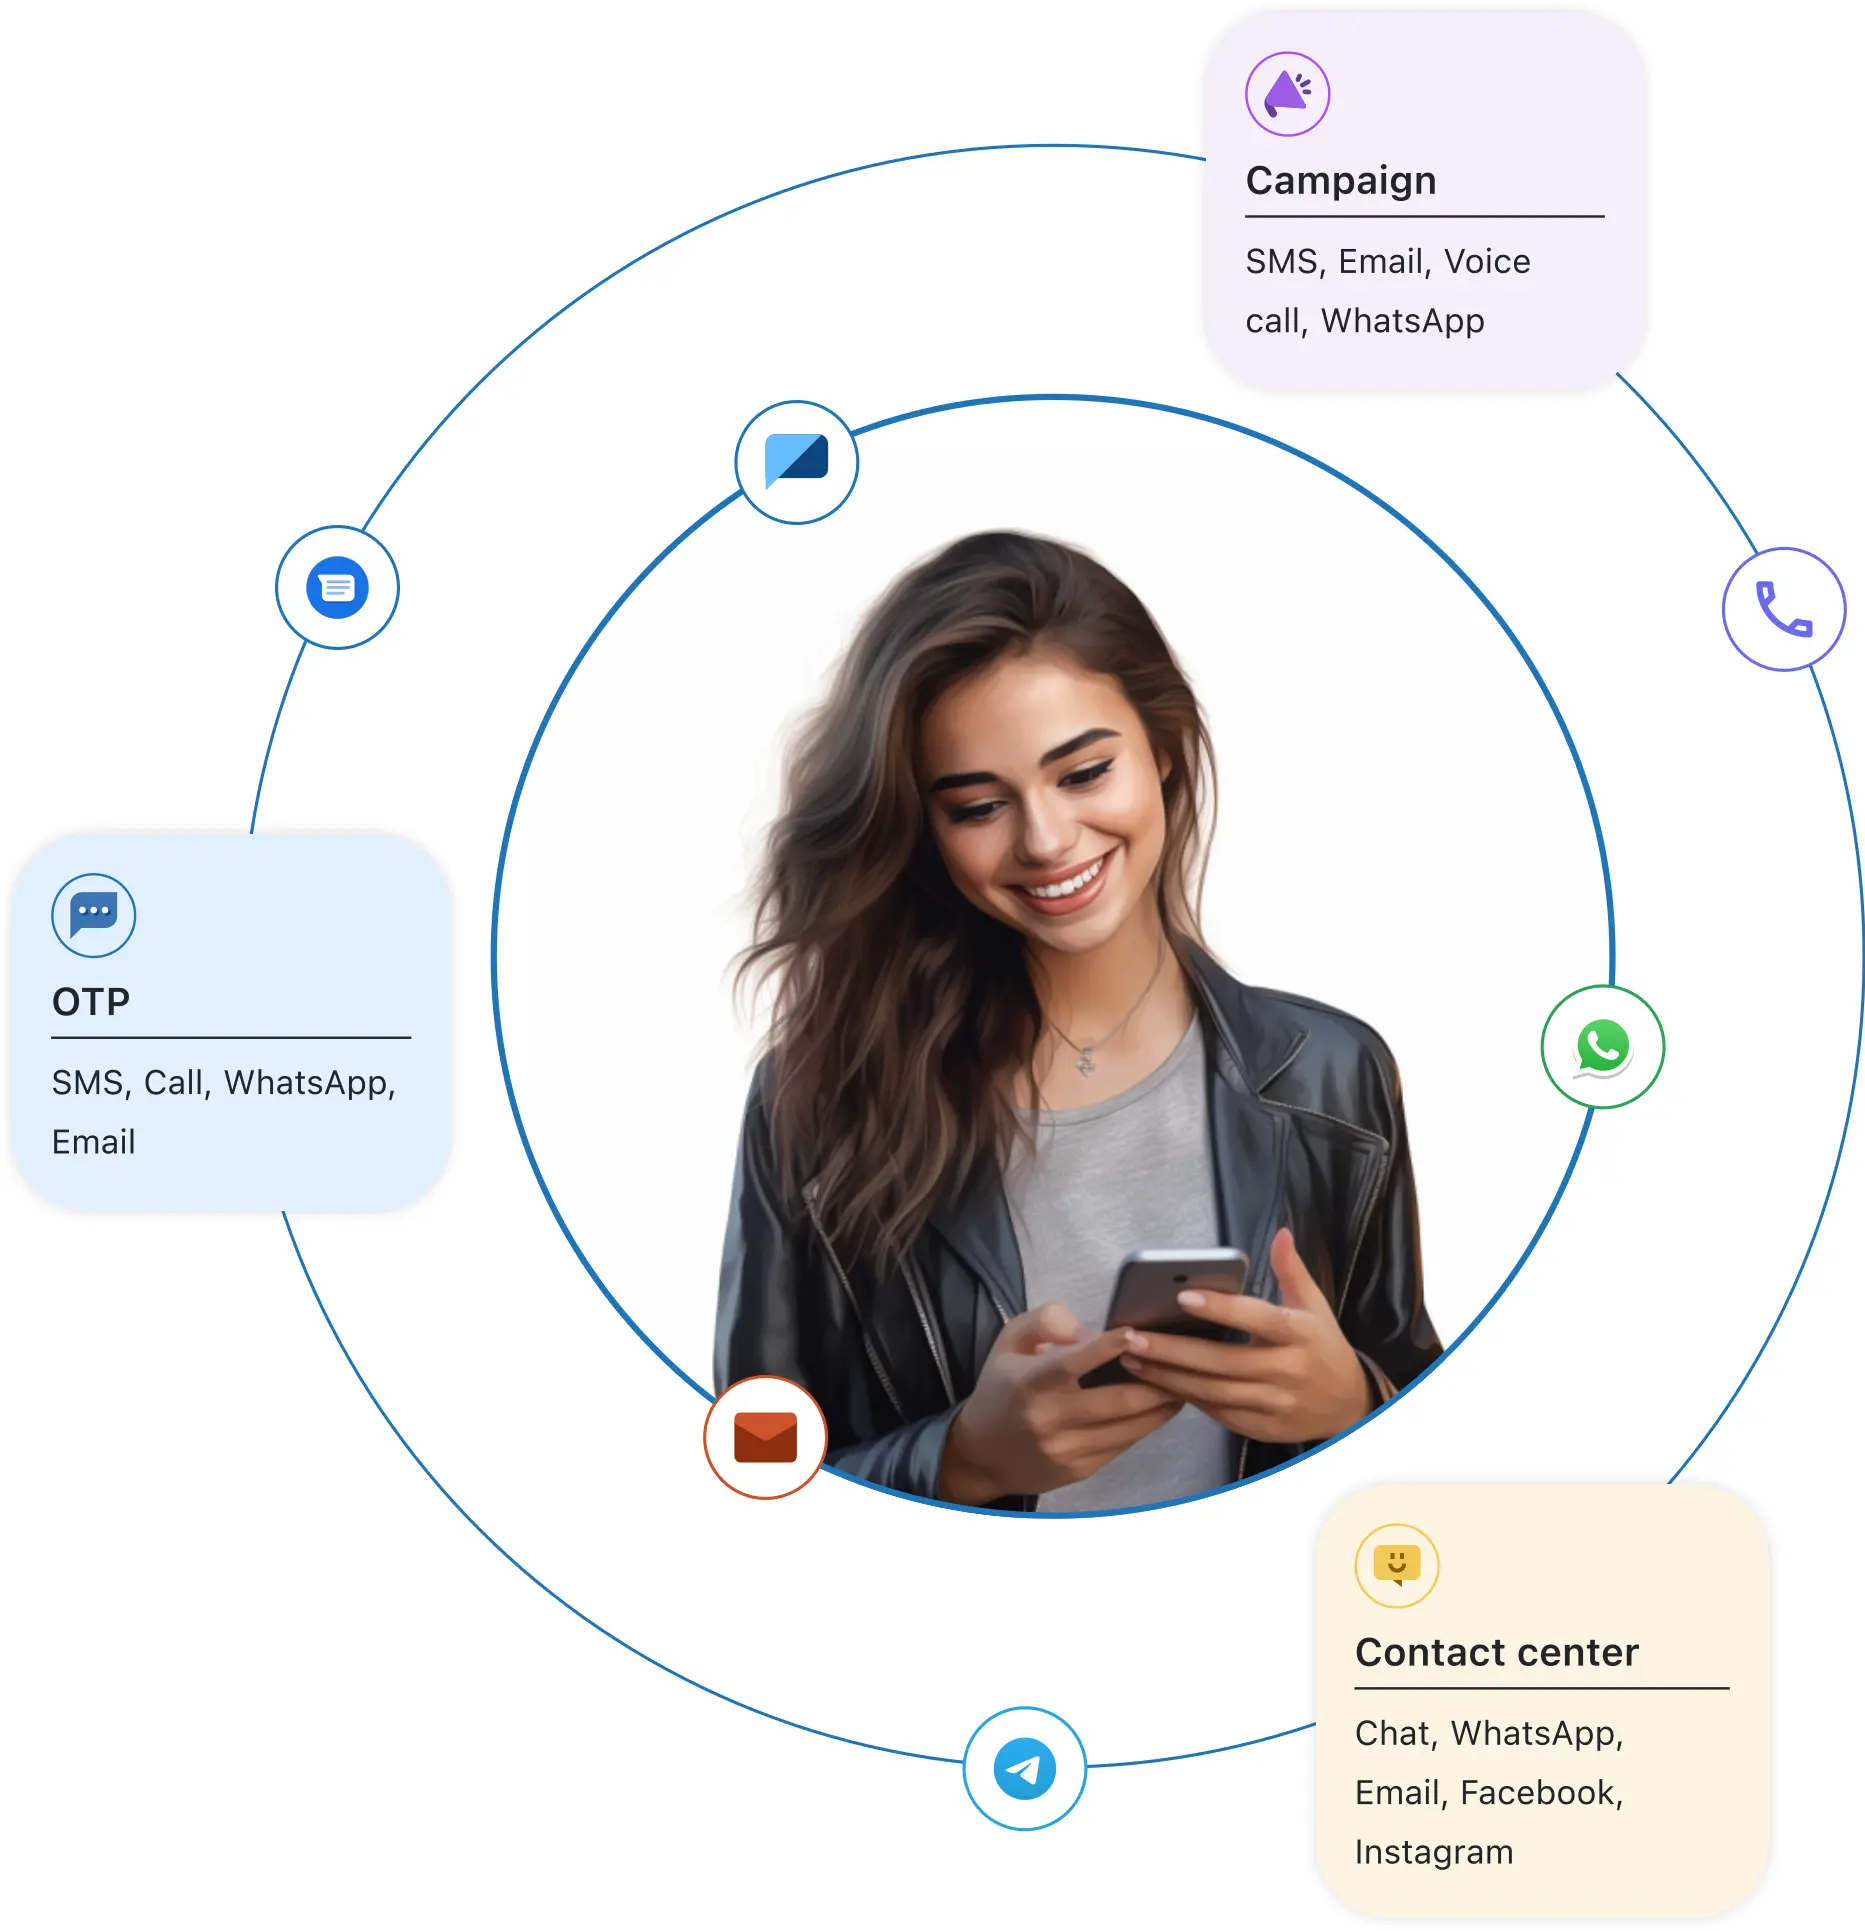 Campaign
SMS, Email, Voice
call, WhatsApp
OTP
SMS, Call, WhatsApp,
Email
Contact center
Chat, WhatsApp,
Email, Facebook,
Instagram